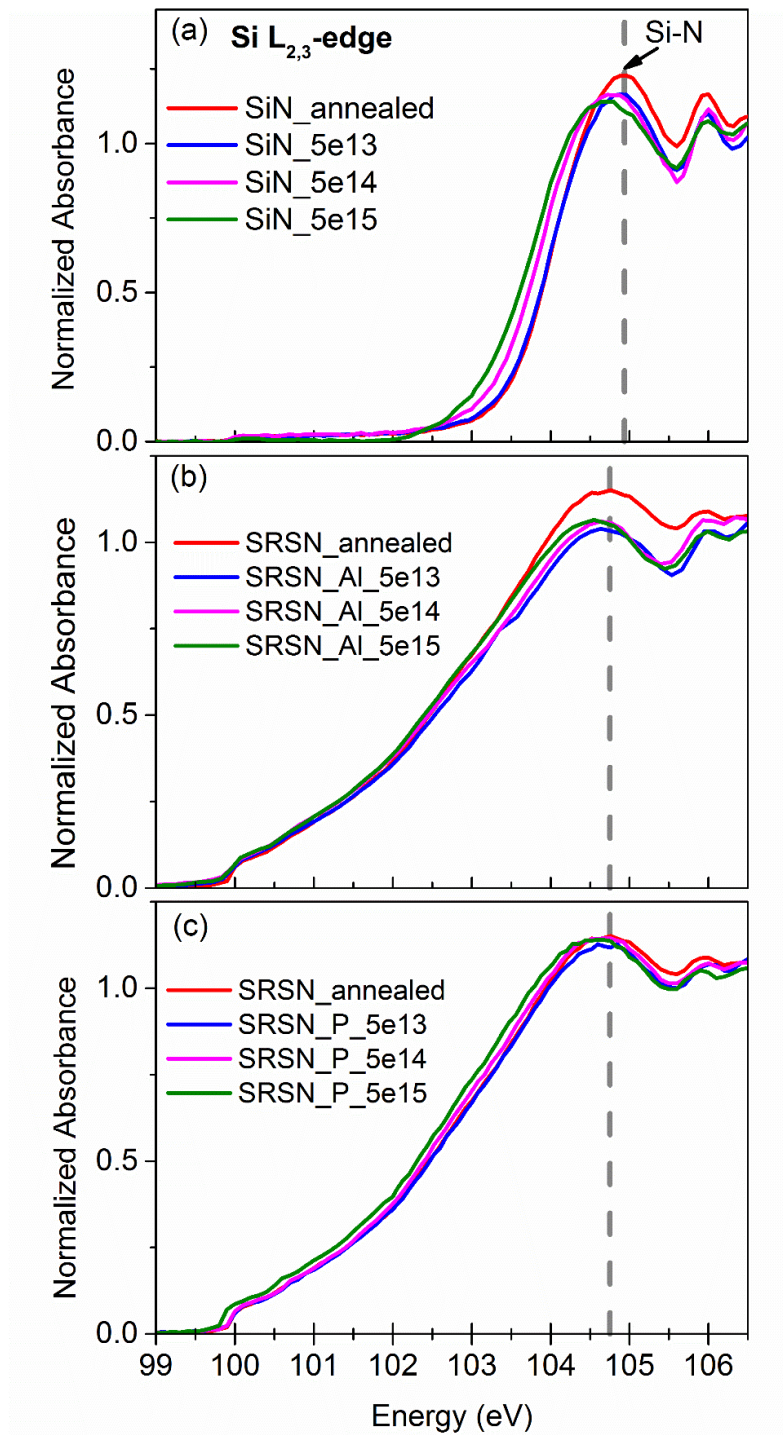 (a) Si L2,3-edge
Si-N
SiN_annealed
SiN_5e13
SiN_5e14
SiN_5e15
Normalized Absorbance
1.0
0.5
0.0
(b)
SRSN_annealed
SRSN_Al_5e13
SRSN_Al_5e14
SRSN_Al_5e15
Normalized Absorbance
1.0
0.5
0.0
(c)
SRSN_annealed
SRSN_P_5e13
SRSN_P_5e14
SRSN_P_5e15
Normalized Absorbance
1.0
0.5
0.0
99 100 101 102 103 104 105 106
Energy (eV)